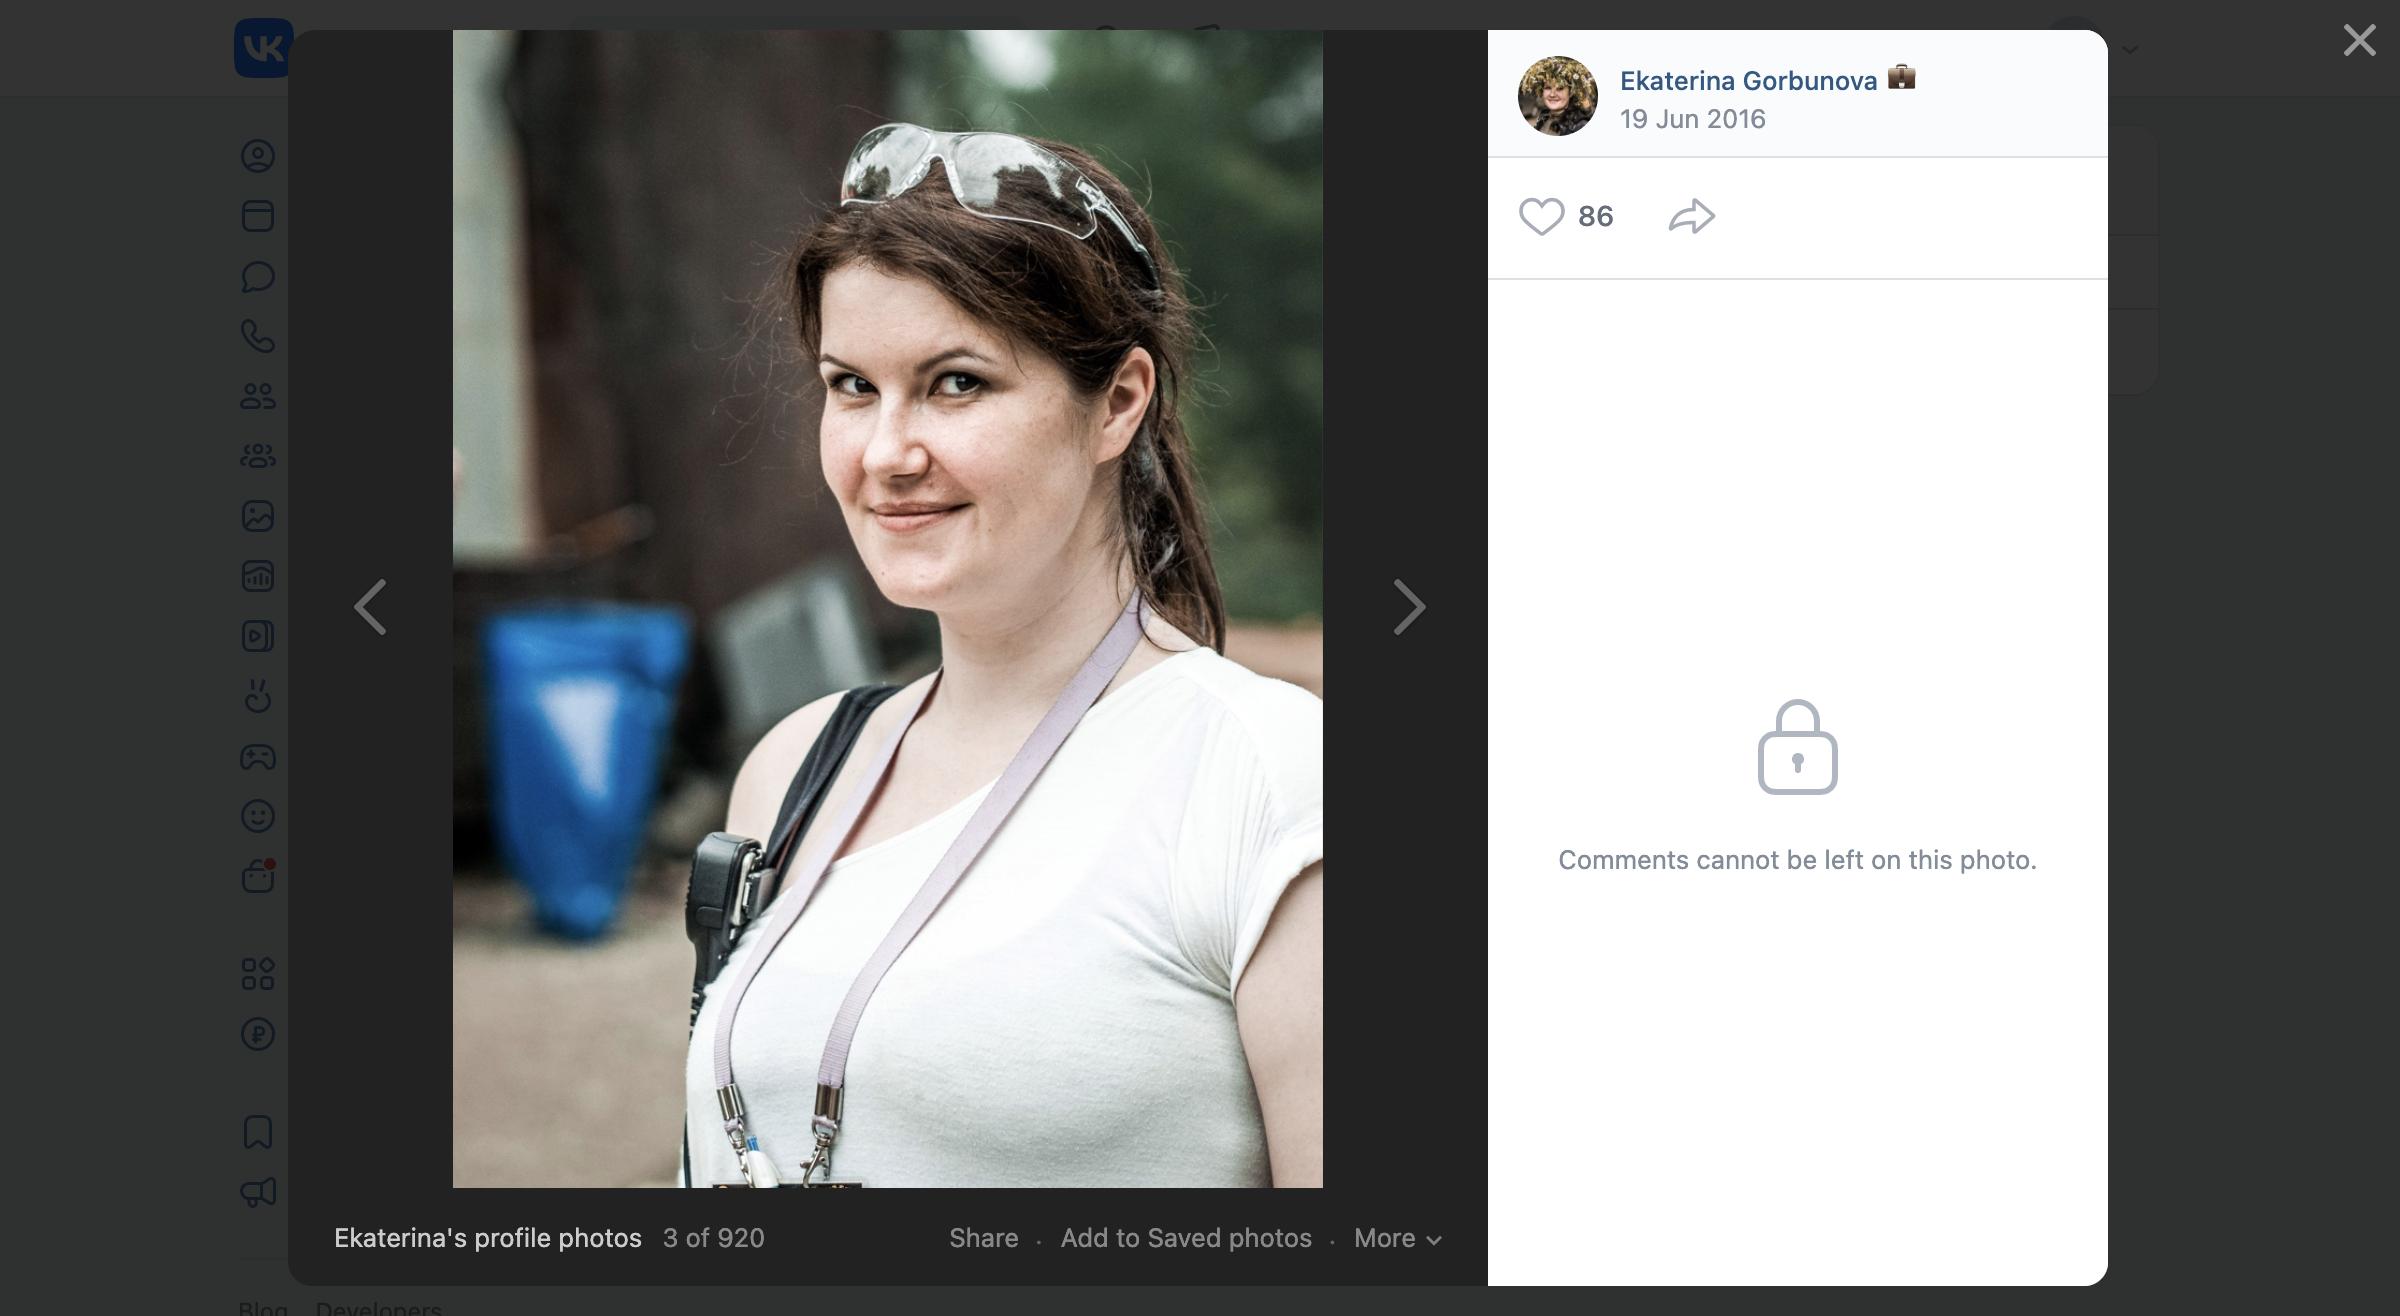 VK
Ekaterina Gorbunova
19 Jun 2016
86
Comments cannot be left on this photo.
Ekaterina's profile photos 3 of 920
Share · Add to Saved photos · More
Blog Developers